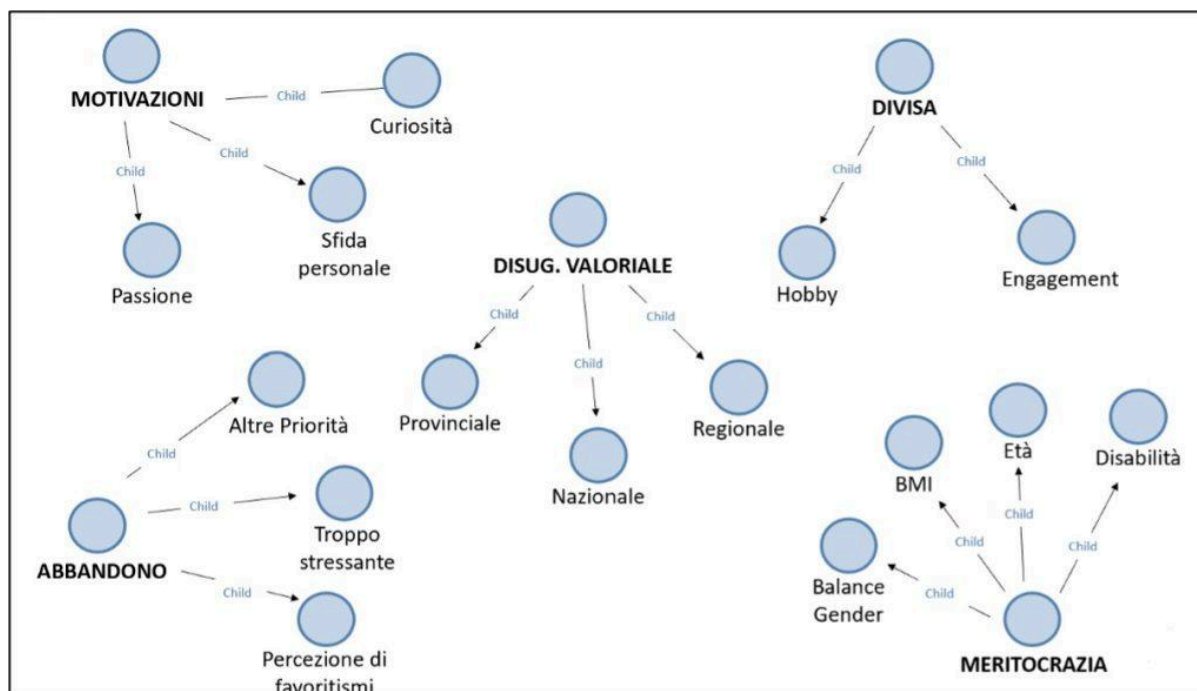 MOTIVAZIONI
Child
Curiosità
Child
Child
Passione
Sfida
personale
DIVISA
Child
Child
Hobby
Engagement
DISUG. VALORIALE
Child
Child
Child
Provinciale
Nazionale
Regionale
Altre Priorità
Child
Child
Troppo
stressante
ABBANDONO
Child
Percezione di
favoritismi
BMI
Età
Disabilità
Child
Child
Child
Balance
Gender
Child
MERITOCRAZIA